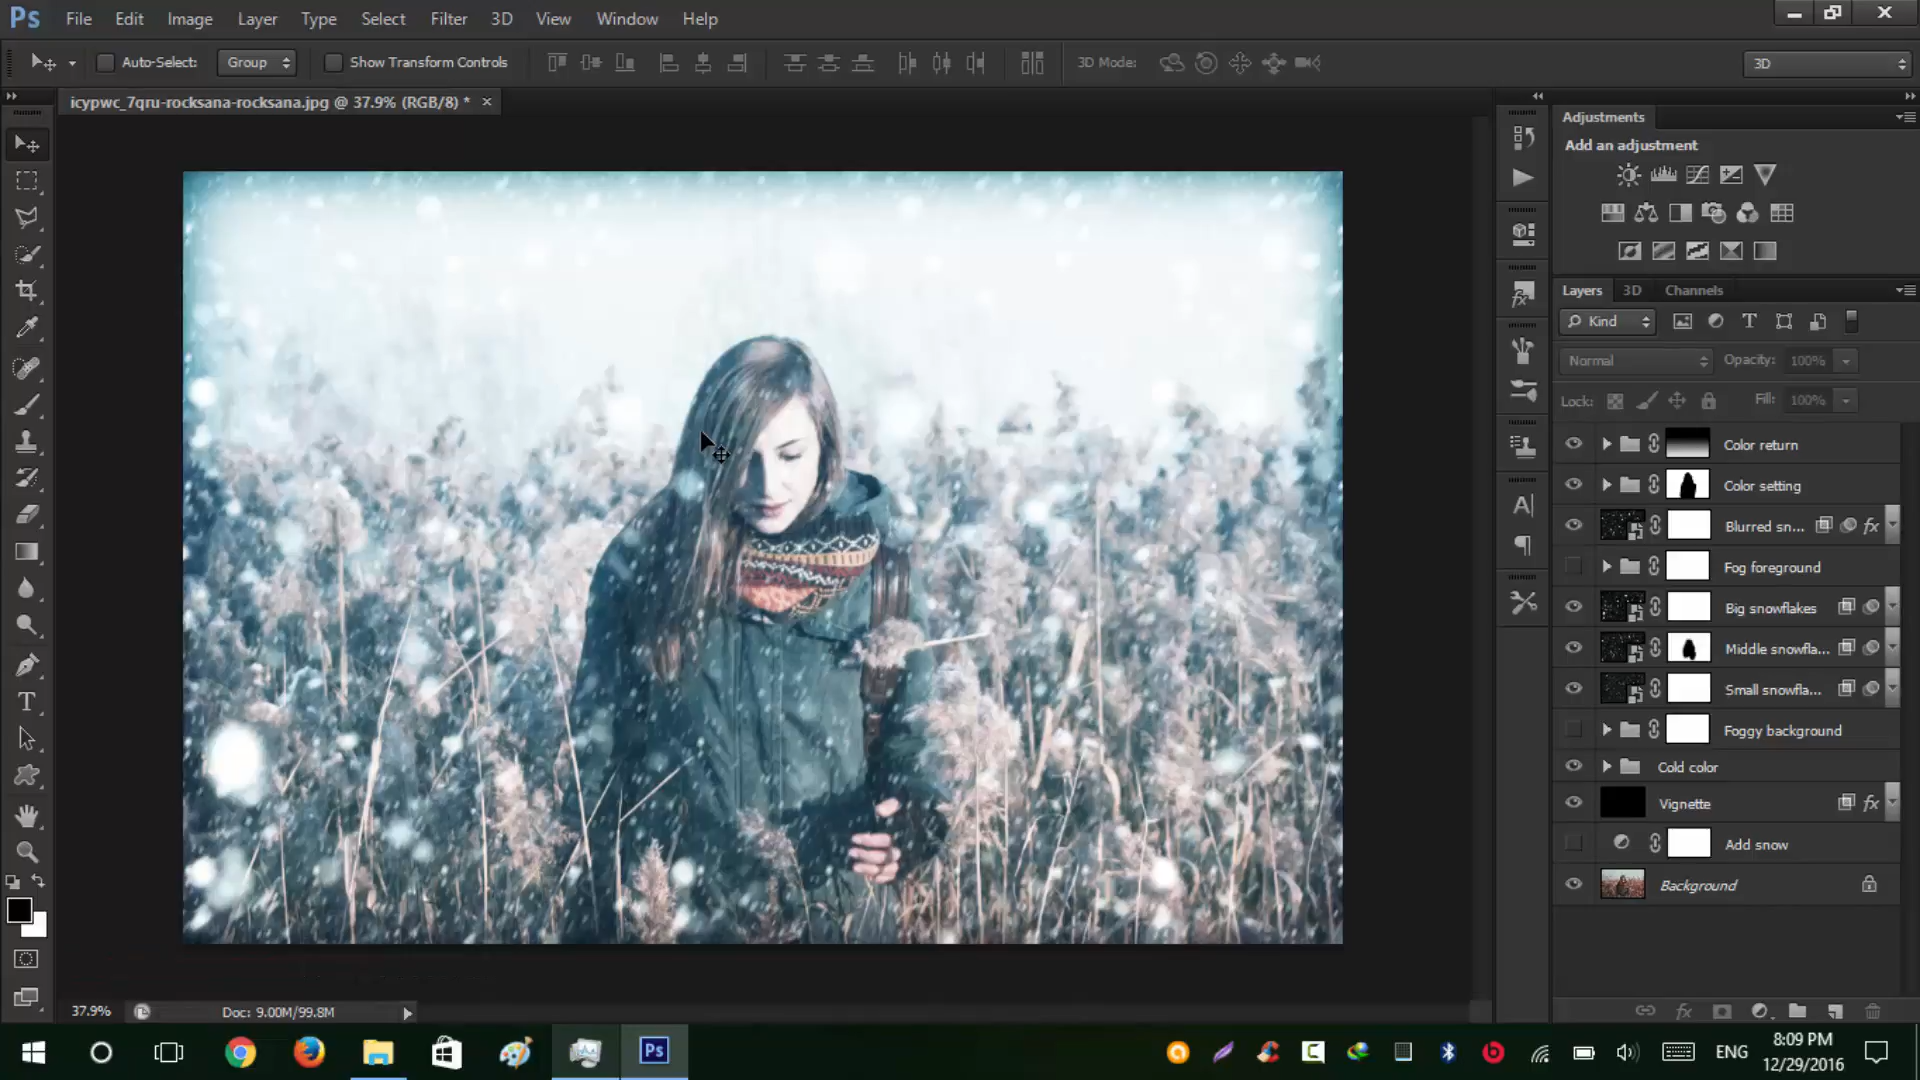 Ps File Edit Image Layer Type Select Filter 3D View Window Help
Auto-Select: Group Show Transform Controls 3D Mode: 3D
icypwc_7qru-rocksana-rocksana.jpg @ 37.9% (RGB/8) * ×
Adjustments
Add an adjustment
Layers 3D Channels
Kind
Normal Opacity: 100%
Lock: Fill: 100%
Color return
Color setting
Blurred sn... fx
Fog foreground
Big snowflakes
Middle snowfla...
Small snowfla...
Foggy background
Cold color
Vignette fx
Add snow
Background
37.9% Doc: 9.00M/99.8M
Ps ENG 8:09 PM
12/29/2016